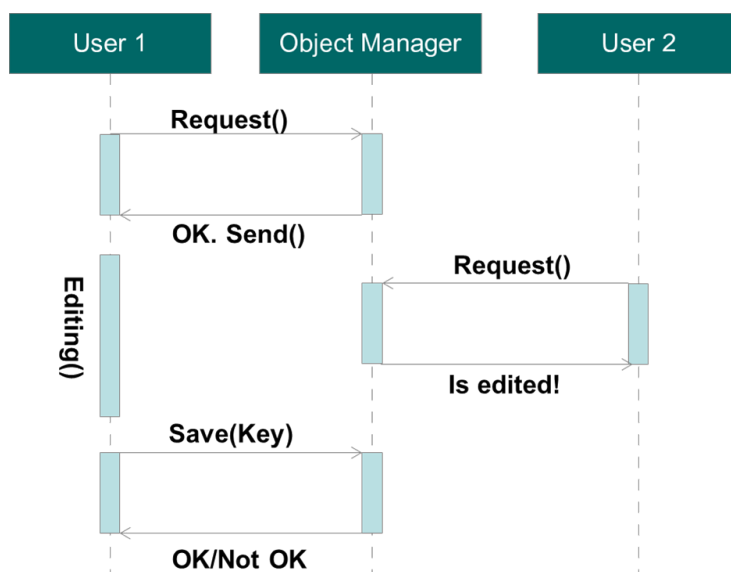 User 1
Object Manager
User 2
Request()
OK. Send()
Request()
Editing()
Is edited!
Save(Key)
OK/Not OK